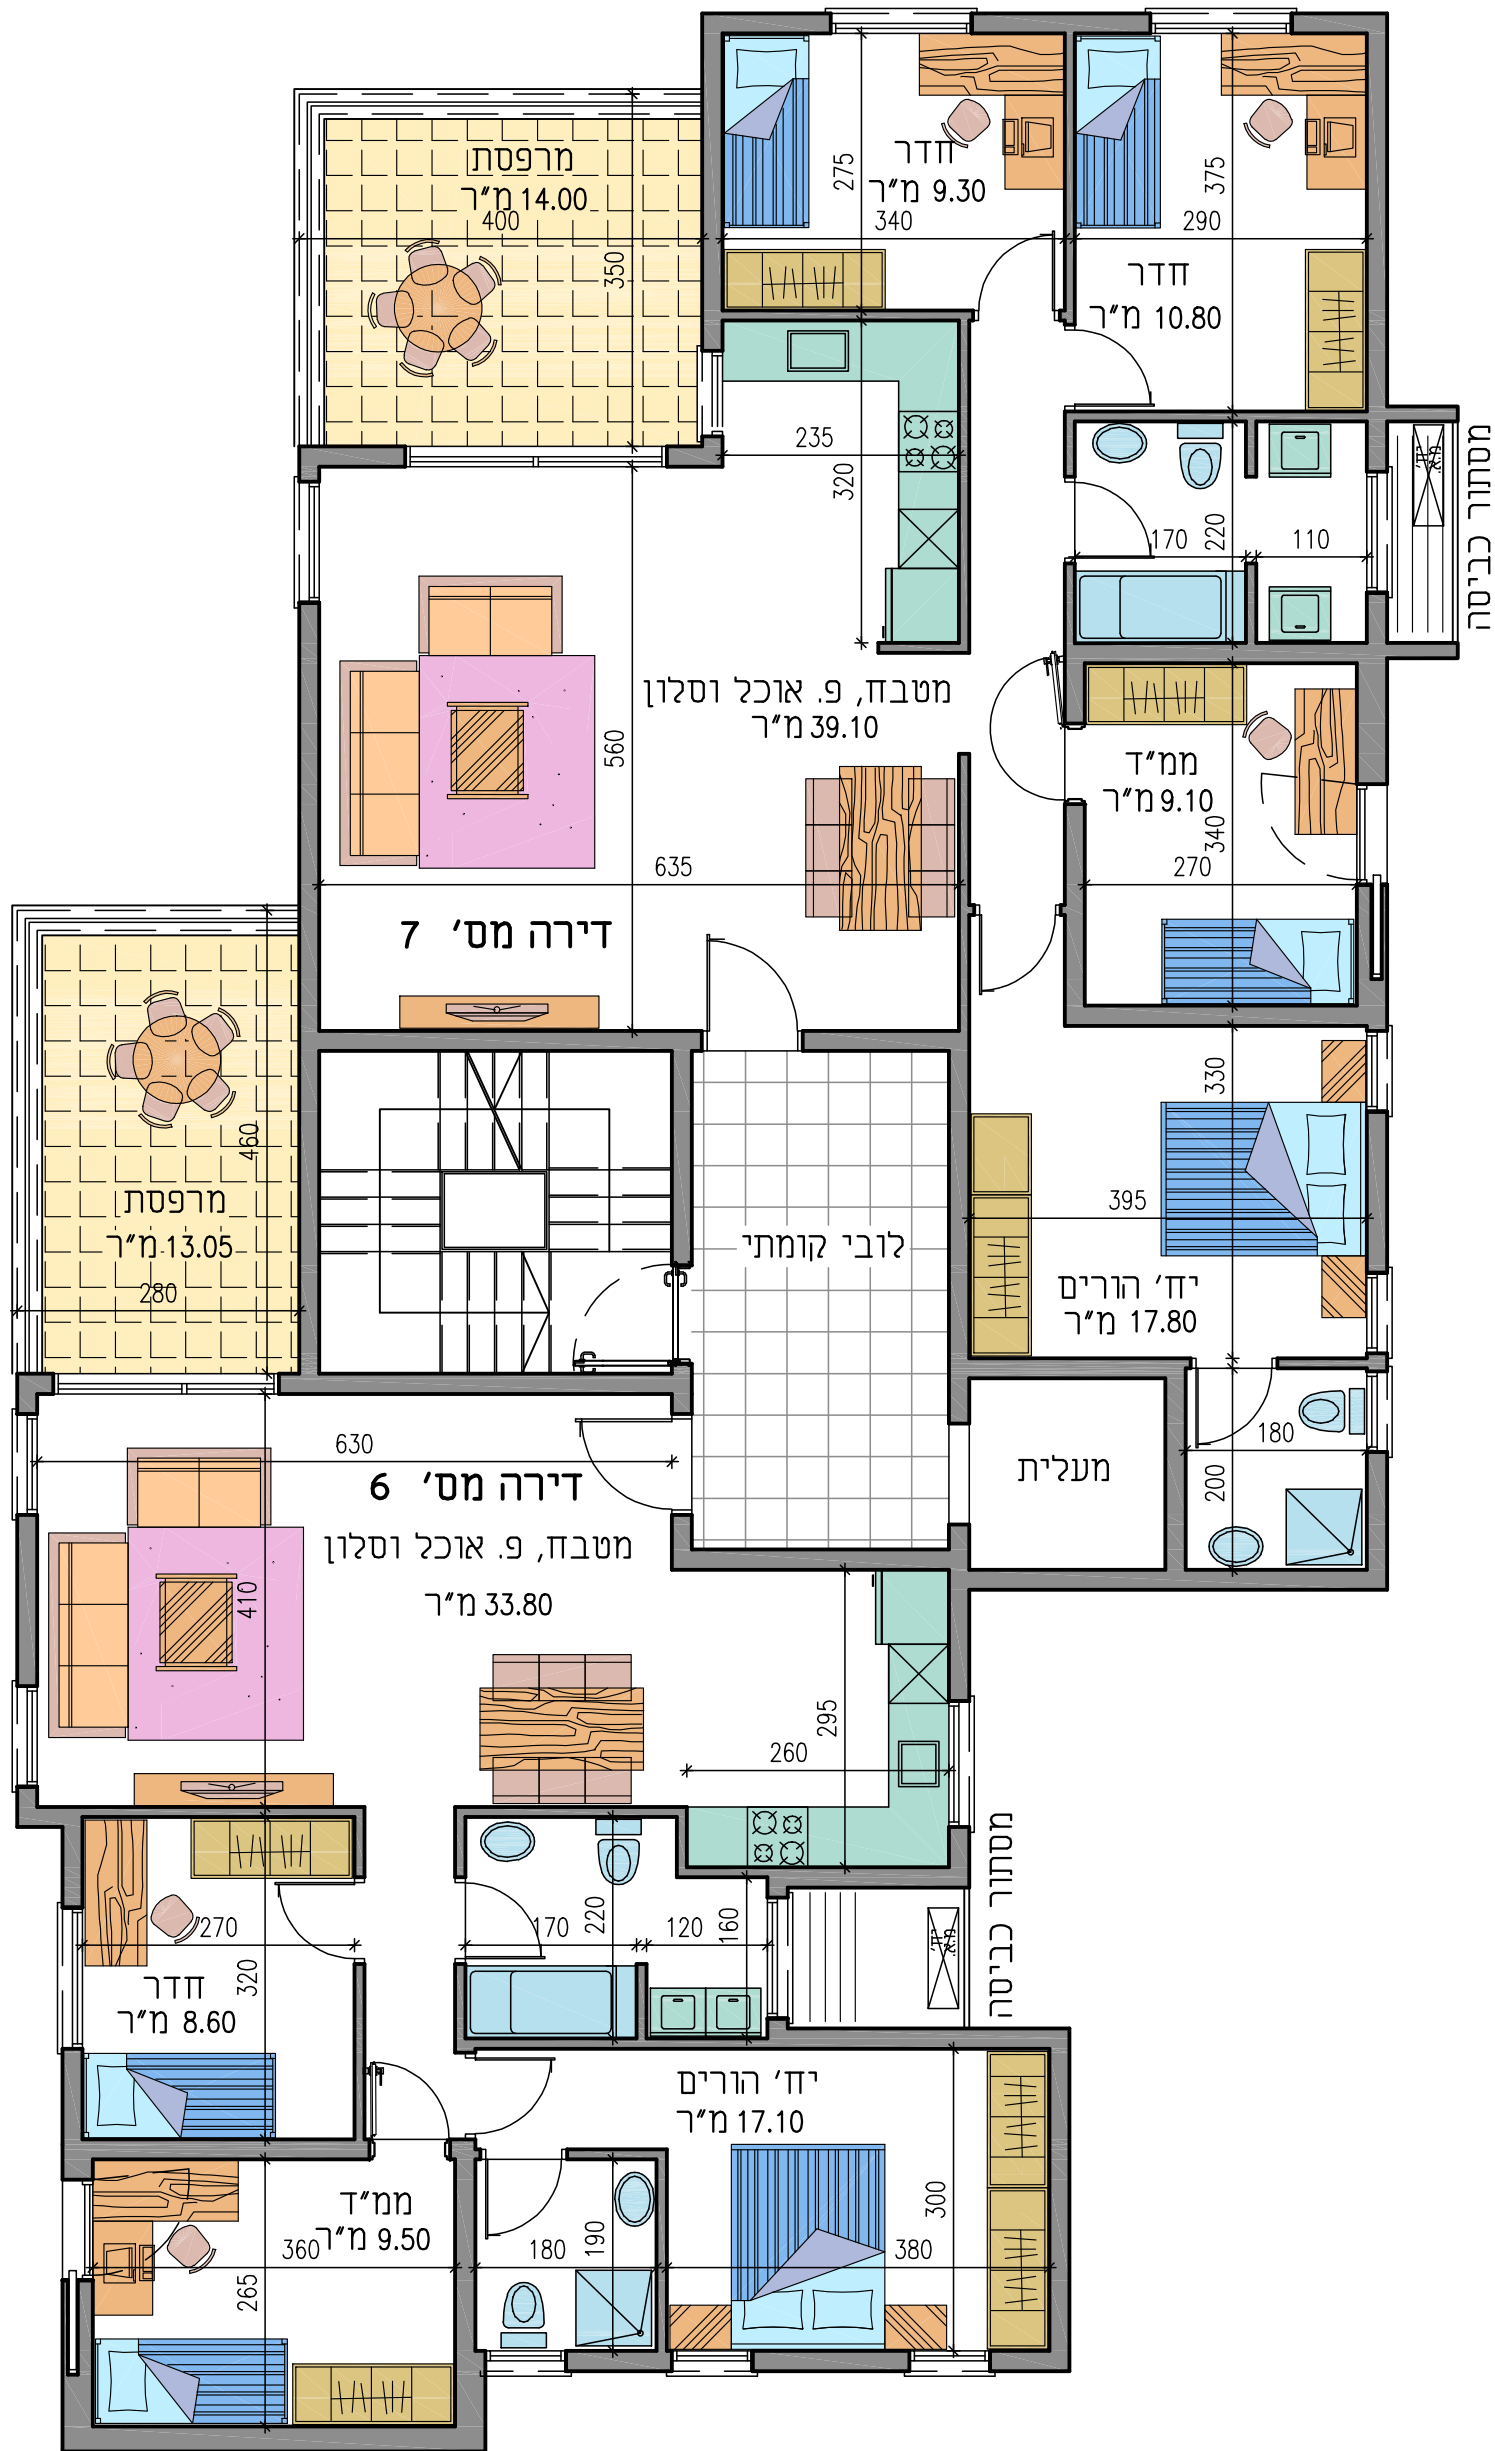 חדר
9.30 מ״ר
275
340
חדר
10.80 מ״ר
375
290
מרפסת
14.00 מ״ר
400
350
235
320
170
220
110
מ.א.
מסתור כביסה
מטבח, פ. אוכל וסלון
39.10 מ״ר
560
635
דירה מס׳ 7
ממ״ד
9.10 מ״ר
340
270
330
395
יח׳ הורים
17.80 מ״ר
180
200
מרפסת
13.05 מ״ר
460
280
לובי קומתי
מעלית
630
דירה מס׳ 6
מטבח, פ. אוכל וסלון
33.80 מ״ר
410
295
260
270
320
חדר
8.60 מ״ר
170
220
120
160
מ.א.
מסתור כביסה
יח׳ הורים
17.10 מ״ר
300
380
ממ״ד
9.50 מ״ר
360
265
180
190